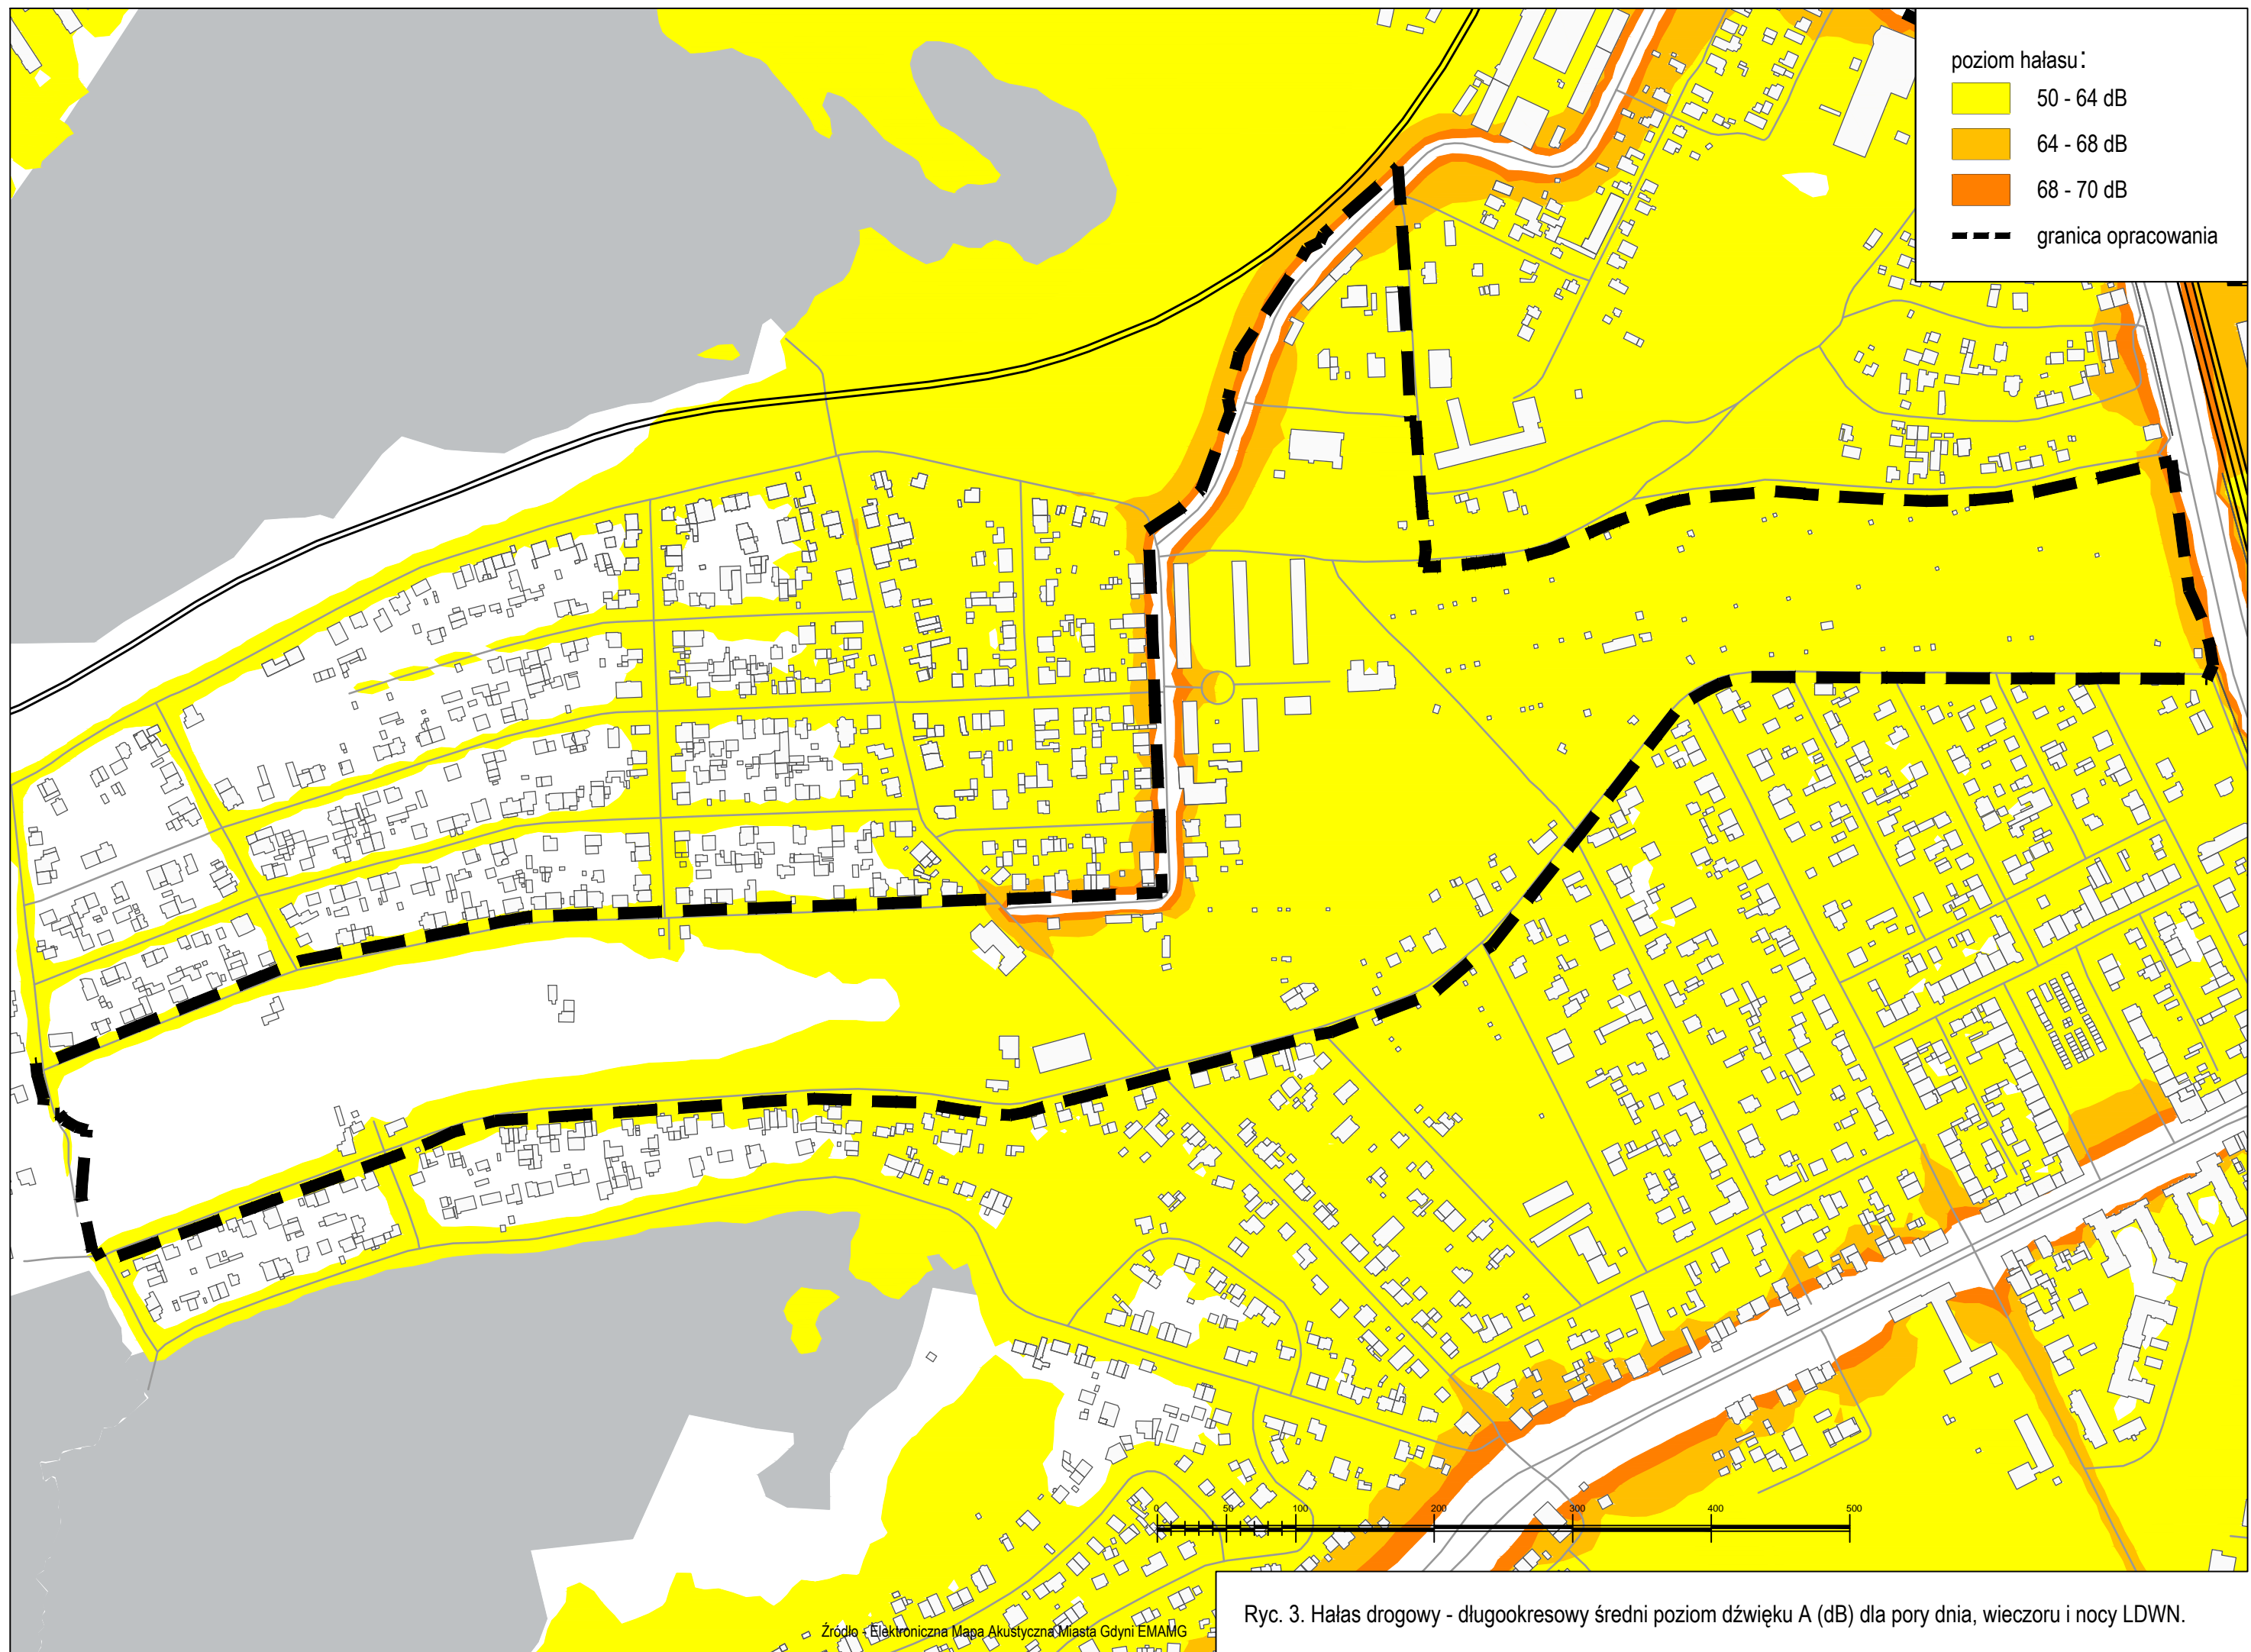 poziom hałasu:
50 - 64 dB
64 - 68 dB
68 - 70 dB
granica opracowania
0 50 100 200 300 400 500
Ryc. 3. Hałas drogowy - długookresowy średni poziom dźwięku A (dB) dla pory dnia, wieczoru i nocy LDWN.
Źródło - Elektroniczna Mapa Akustyczna Miasta Gdyni EMAMG